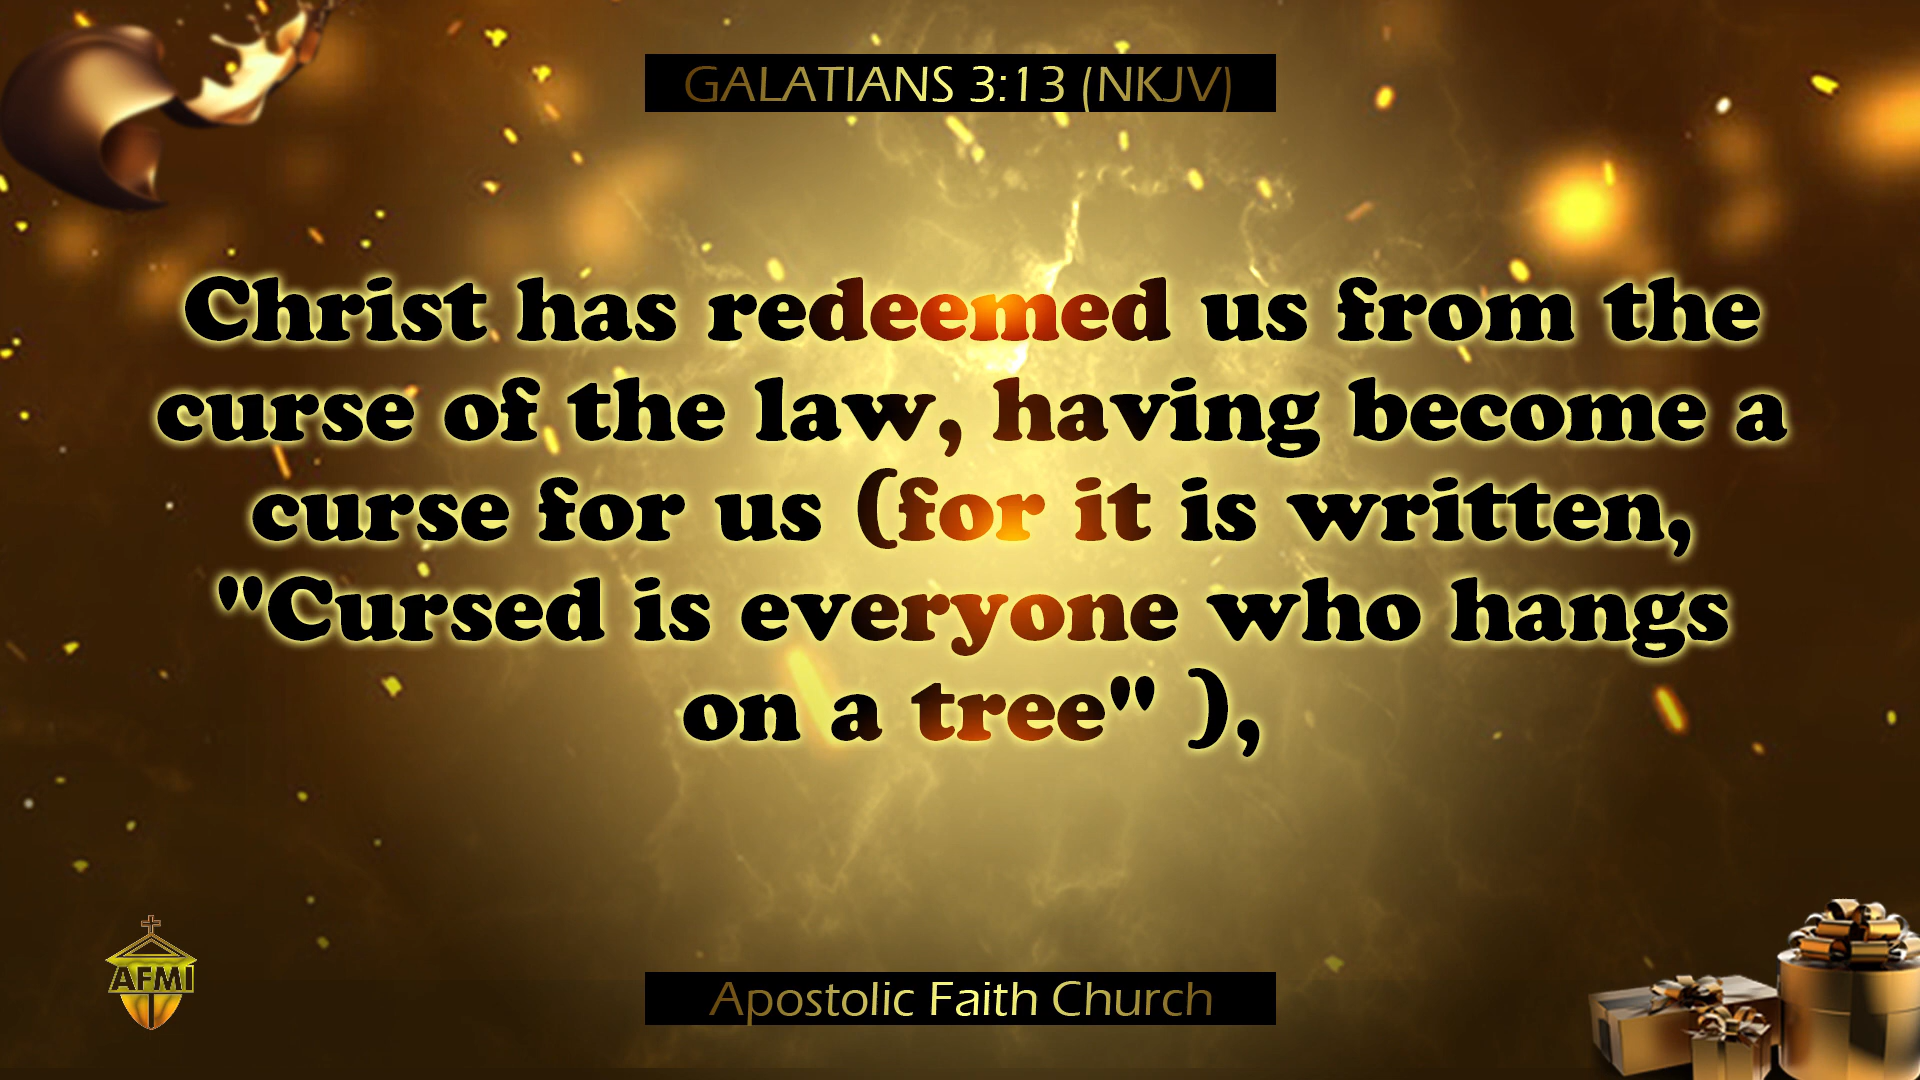 GALATIANS 3:13 (NKJV)
Christ has redeemed us from the
curse of the law, having become a
curse for us (for it is written,
"Cursed is everyone who hangs
on a tree" ),
AFMI
Apostolic Faith Church